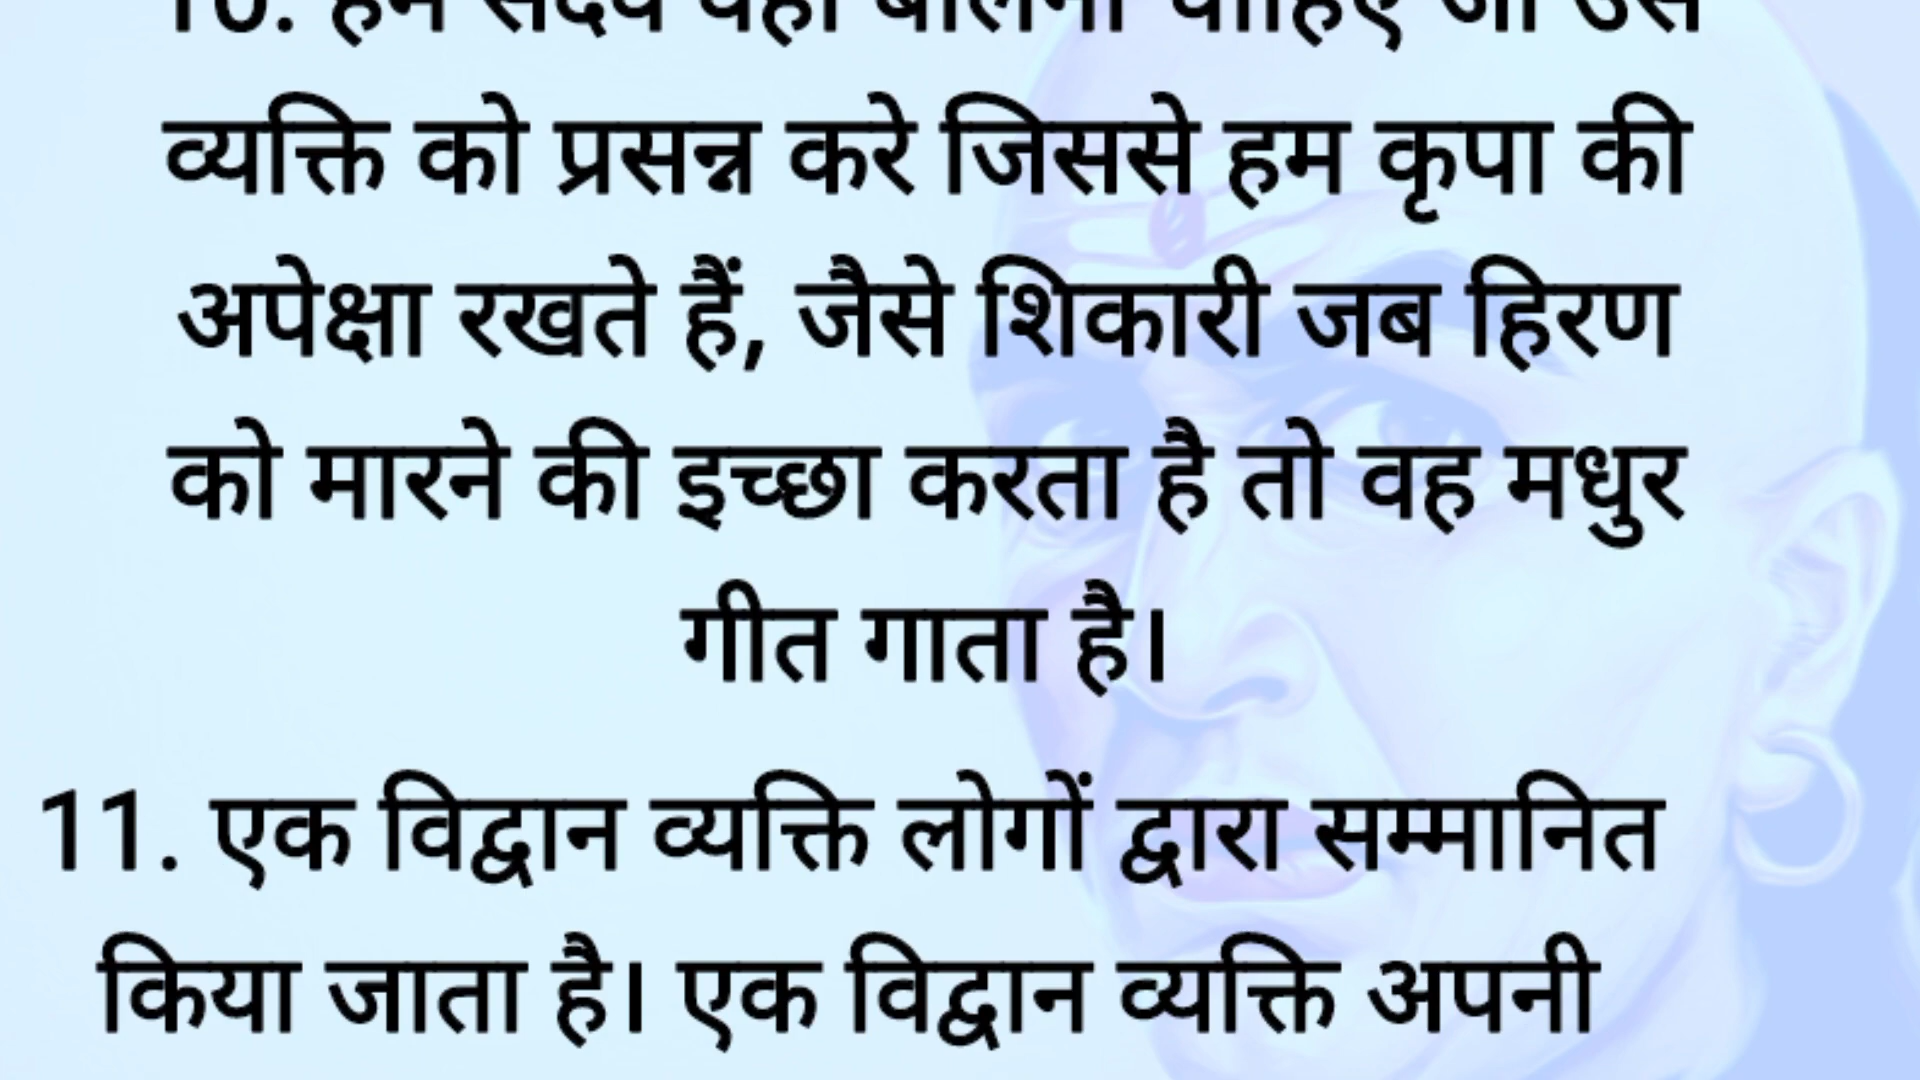 10. हमें सदैव वही बोलना चाहिए जो उस
व्यक्ति को प्रसन्न करे जिससे हम कृपा की
अपेक्षा रखते हैं, जैसे शिकारी जब हिरण
को मारने की इच्छा करता है तो वह मधुर
गीत गाता है।
11. एक विद्वान व्यक्ति लोगों द्वारा सम्मानित
किया जाता है। एक विद्वान व्यक्ति अपनी